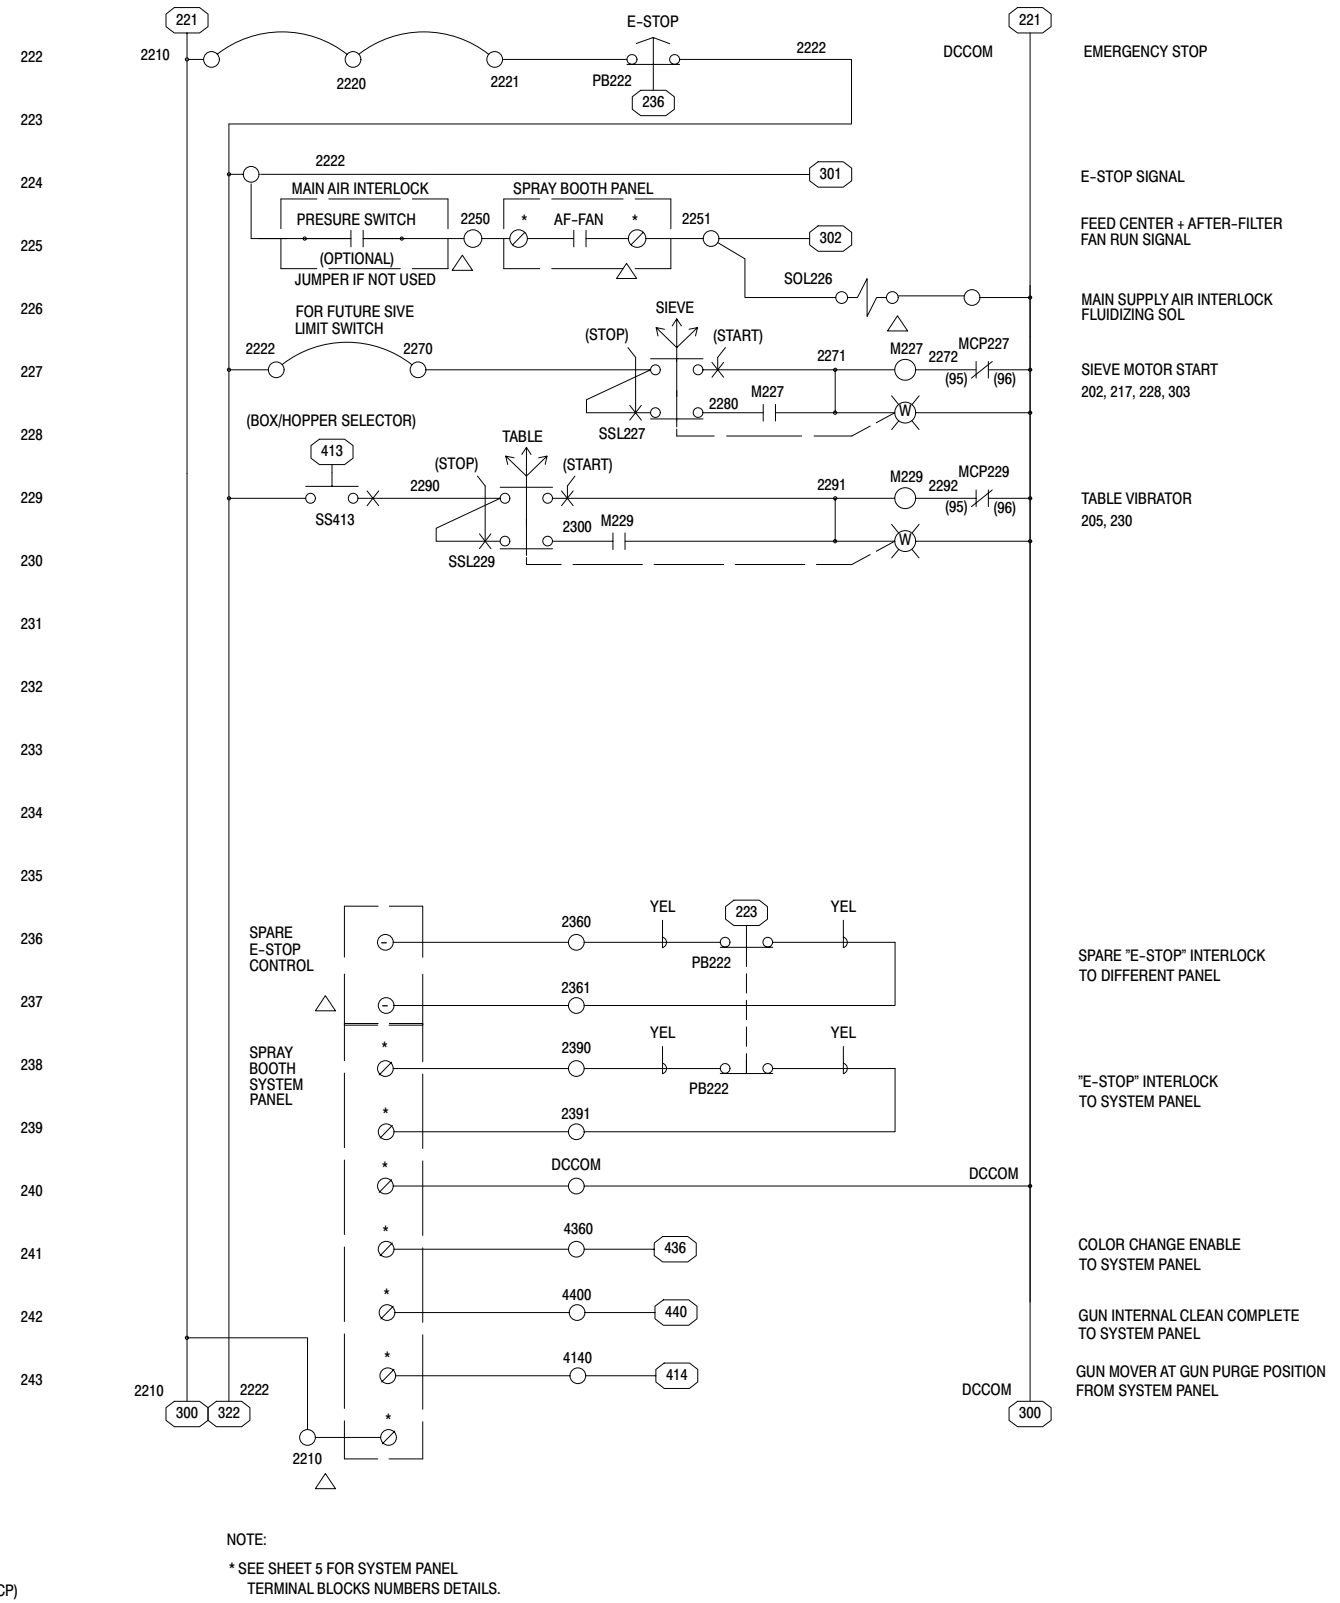 221
221
E-STOP
222
2210
2220
2221
PB222
236
2222
DCCOM
EMERGENCY STOP
223
224
2222
301
E-STOP SIGNAL
MAIN AIR INTERLOCK
SPRAY BOOTH PANEL
225
PRESURE SWITCH
(OPTIONAL)
JUMPER IF NOT USED
2250
*
AF-FAN
*
2251
302
FEED CENTER + AFTER-FILTER
FAN RUN SIGNAL
226
SOL226
MAIN SUPPLY AIR INTERLOCK
FLUIDIZING SOL
FOR FUTURE SIVE
LIMIT SWITCH
SIEVE
(STOP)
(START)
227
2222
2270
2271
M227
2272
MCP227
(95)
(96)
SIEVE MOTOR START
202, 217, 228, 303
2280
M227
W
SSL227
228
(BOX/HOPPER SELECTOR)
413
TABLE
(STOP)
(START)
229
SS413
2290
2291
M229
2292
MCP229
(95)
(96)
TABLE VIBRATOR
205, 230
2300
M229
W
SSL229
230
231
232
233
234
235
236
SPARE
E-STOP
CONTROL
2360
YEL
223
YEL
PB222
SPARE "E-STOP" INTERLOCK
TO DIFFERENT PANEL
237
2361
238
SPRAY
BOOTH
SYSTEM
PANEL
*
2390
YEL
YEL
PB222
"E-STOP" INTERLOCK
TO SYSTEM PANEL
239
*
2391
240
*
DCCOM
DCCOM
241
*
4360
436
COLOR CHANGE ENABLE
TO SYSTEM PANEL
242
*
4400
440
GUN INTERNAL CLEAN COMPLETE
TO SYSTEM PANEL
243
*
4140
414
GUN MOVER AT GUN PURGE POSITION
FROM SYSTEM PANEL
2210
2222
DCCOM
300
322
300
*
2210
NOTE:
* SEE SHEET 5 FOR SYSTEM PANEL
TERMINAL BLOCKS NUMBERS DETAILS.
CP)